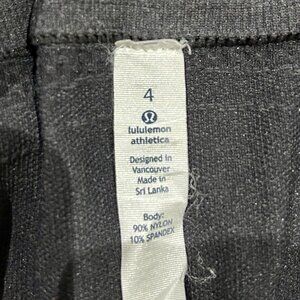 4
lululemon
athletica
Designed in
Vancouver
Made in
Sri Lanka
Body:
90% NYLON
10% SPANDEX